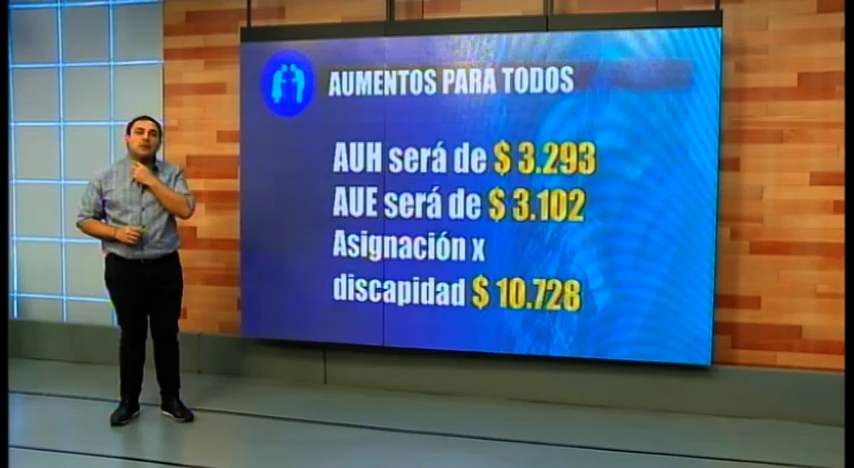 AUMENTOS PARA TODOS
AUH será de $ 3.293
AUE será de $ 3.102
Asignación x
discapidad $ 10.728